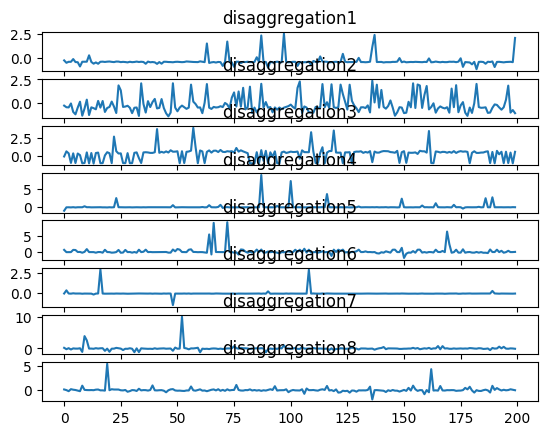 disaggregation1
2.5
0.0
disaggregation2
2.5
0.0
disaggregation3
2.5
0.0
disaggregation4
5
0
disaggregation5
5
0
disaggregation6
2.5
0.0
disaggregation7
10
0
disaggregation8
5
0
0 25 50 75 100 125 150 175 200